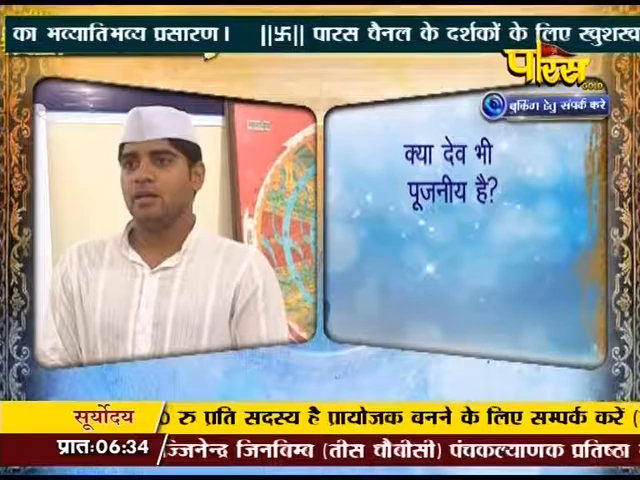 का भव्यातिभव्य प्रसारण। ||卐|| पारस चैनल के दर्शकों के लिए खुशख
पारस
GOLD
बुकिंग हेतु संपर्क करे
क्या देव भी
पूजनीय है?
सूर्योदय
रु प्रति सदस्य है प्रायोजक बनने के लिए सम्पर्क करें
प्रातः06:34
ज्जिनेन्द्र जिनबिम्ब (तीस चौबीसी) पंचकल्याणक प्रतिष्ठा